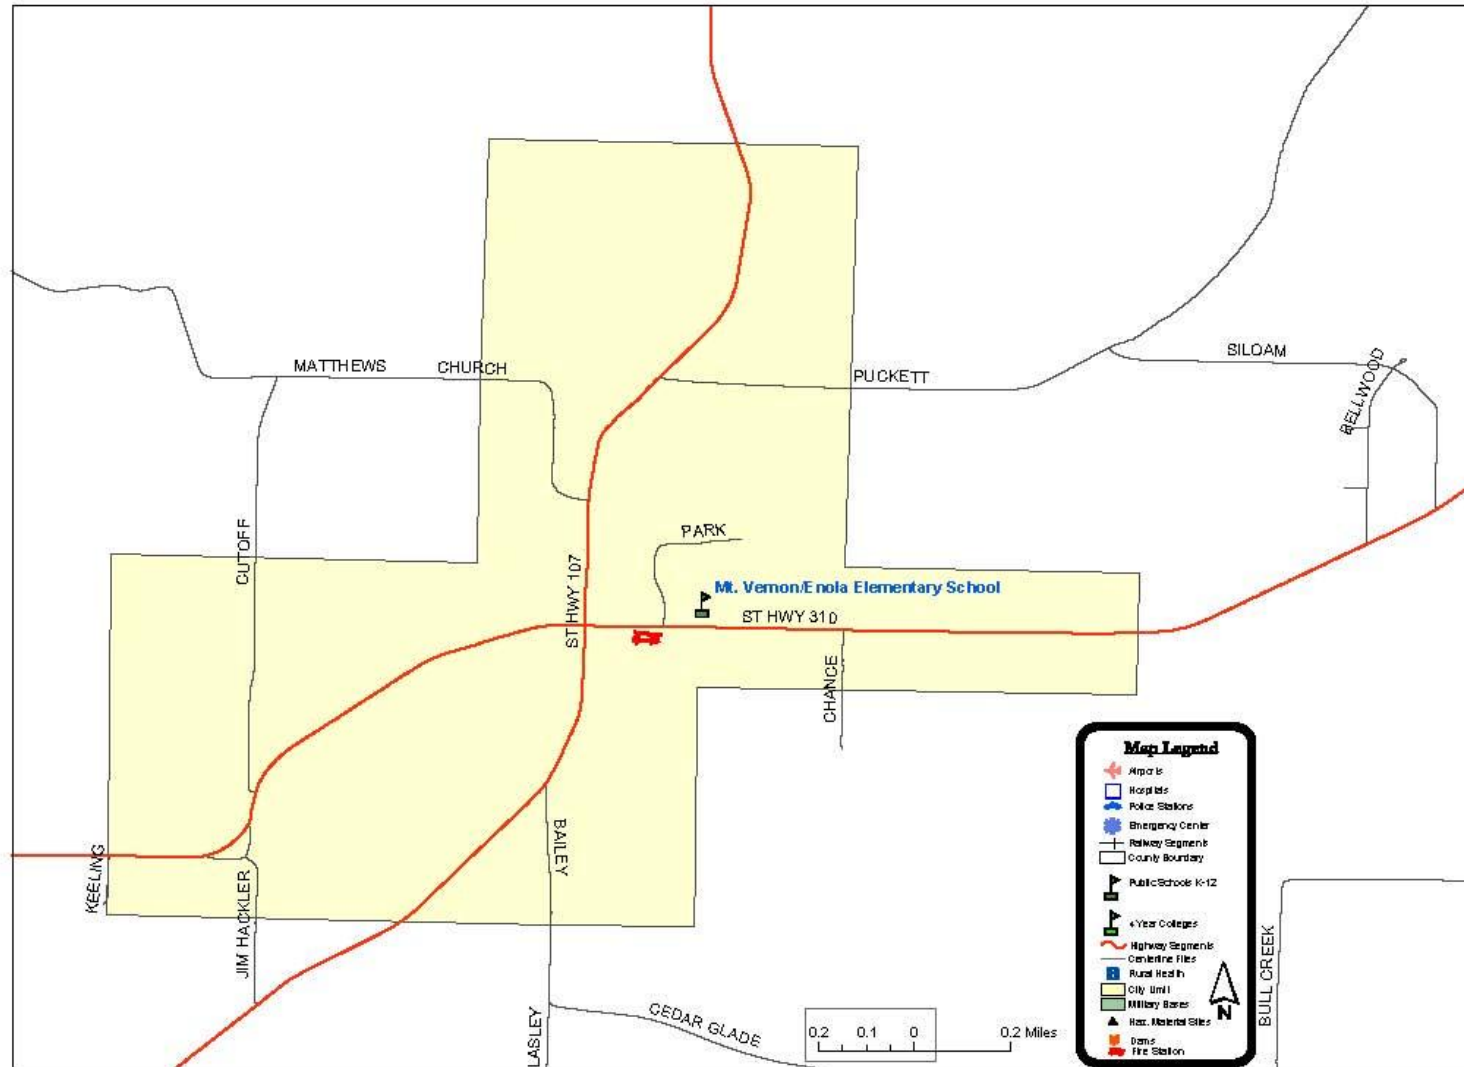 MATTHEWS
CHURCH
SILOAM
BELLWOOD
PUCKETT
CUTOFF
PARK
ST HWY 107
Mt. Vernon/Enola Elementary School
ST HWY 310
CHANCE
BAILEY
KEELING
JIM HACKLER
LASLEY
CEDAR GLADE
BULL CREEK
0.2 0.1 0 0.2 Miles
Map Legend
Airports
Hospitals
Police Stations
Emergency Center
Railway Segments
County Boundary
Public Schools K-12
4 Year Colleges
Highway Segments
Centerline Files
Rural Health
City Limit
Military Bases
Haz. Material Sites
Dams
Fire Station
N